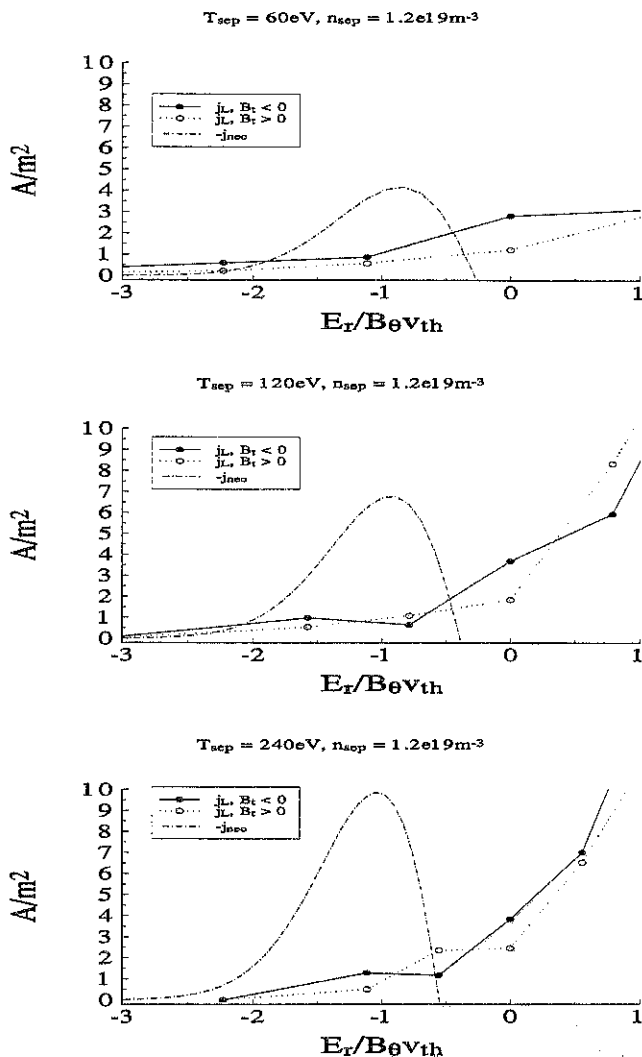 Tsep = 60eV, nsep = 1.2e19m-3
10
9
8
7
6
5
4
3
2
1
0
A/m2
jL, Bt < 0
jL, Bt > 0
-jneo
-3 -2 -1 0 1
Er/BθVth
Tsep = 120eV, nsep = 1.2e19m-3
10
9
8
7
6
5
4
3
2
1
0
A/m2
jL, Bt < 0
jL, Bt > 0
-jneo
-3 -2 -1 0 1
Er/BθVth
Tsep = 240eV, nsep = 1.2e19m-3
10
9
8
7
6
5
4
3
2
1
0
A/m2
jL, Bt < 0
jL, Bt > 0
-jneo
-3 -2 -1 0 1
Er/BθVth